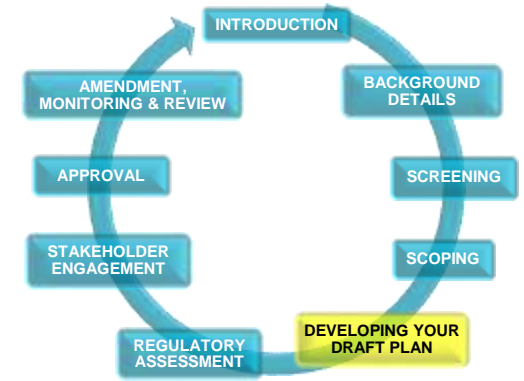 INTRODUCTION
BACKGROUND
DETAILS
SCREENING
SCOPING
DEVELOPING YOUR
DRAFT PLAN
REGULATORY
ASSESSMENT
STAKEHOLDER
ENGAGEMENT
APPROVAL
AMENDMENT,
MONITORING & REVIEW